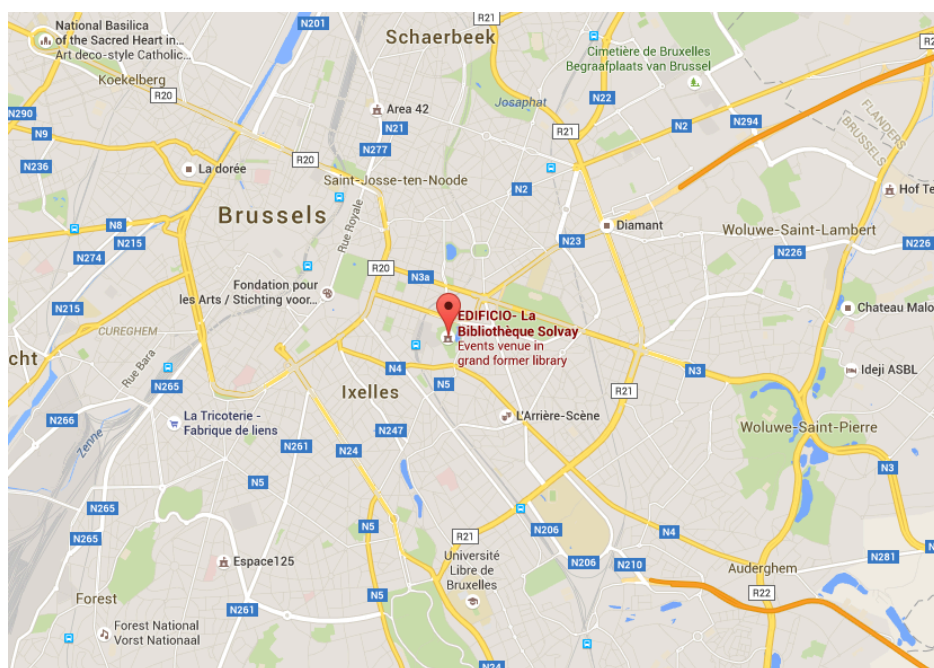 N201
R21
Schaerbeek
R2
National Basilica
of the Sacred Heart in...
Art deco-style Catholic...
Cimetière de Bruxelles
Begraafplaats van Brussel
Koekelberg
R20
Josaphat
N22
N290
Area 42
N2
N294
FLANDERS
BRUSSELS
N9
N21
R21
N277
N236
La dorée
R20
Saint-Josse-ten-Noode
N2
Hof Te
Brussels
Rue Royale
N8
Diamant
Woluwe-Saint-Lambert
N215
N23
N226
N226
N274
R20
N3a
Fondation pour
les Arts / Stichting voor...
N215
EDIFICIO- La
Bibliothèque Solvay
Events venue in
grand former library
Chateau Malo
CUREGHEM
cht
Rue Bara
N4
N3
Ideji ASBL
N265
N5
Ixelles
R21
N266
La Tricoterie -
Fabrique de liens
L'Arrière-Scène
Woluwe-Saint-Pierre
Zenne
N247
N261
N24
N3
N5
N265
N5
N206
N4
N265
R21
Espace125
Université
Libre de
Bruxelles
N206
N210
N281
N
Auderghem
Forest
N5
R22
N261
Forest National
Vorst Nationaal
N24